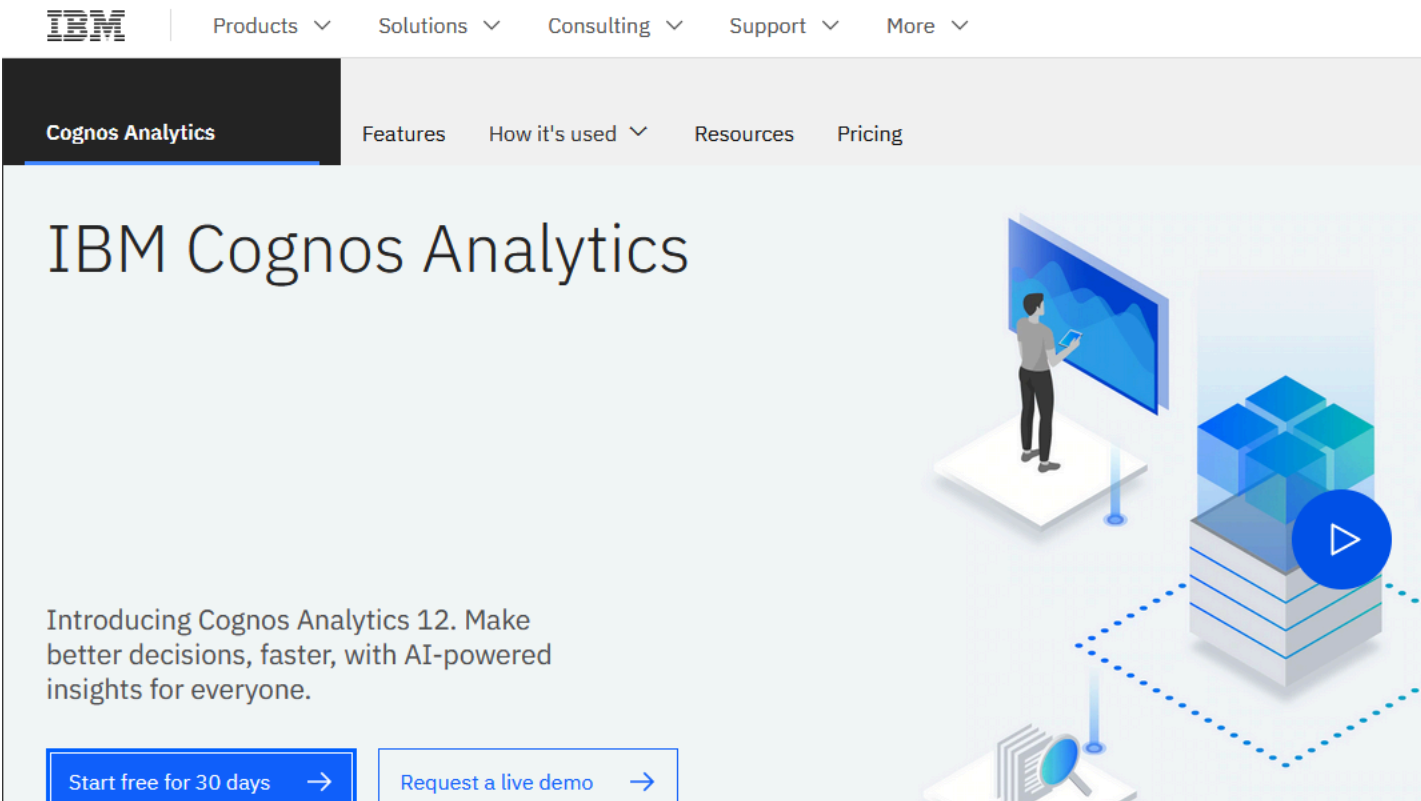 IBM
Products Solutions Consulting Support More
Cognos Analytics Features How it's used Resources Pricing
IBM Cognos Analytics
Introducing Cognos Analytics 12. Make
better decisions, faster, with AI-powered
insights for everyone.
Start free for 30 days
Request a live demo